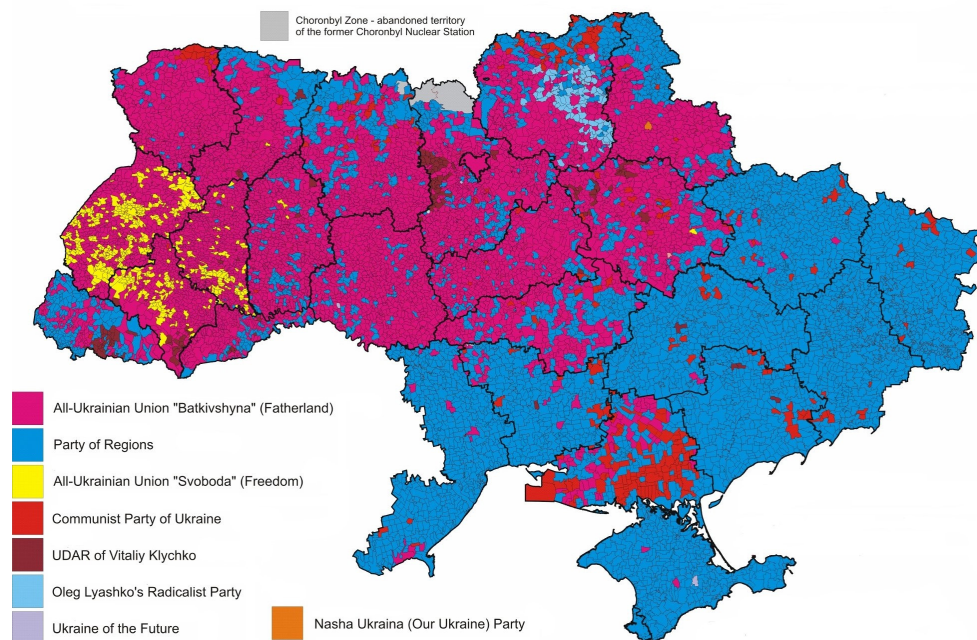 Choronbyl Zone - abandoned territory
of the former Choronbyl Nuclear Station
All-Ukrainian Union "Batkivshyna" (Fatherland)
Party of Regions
All-Ukrainian Union "Svoboda" (Freedom)
Communist Party of Ukraine
UDAR of Vitaliy Klychko
Oleg Lyashko's Radicalist Party
Ukraine of the Future
Nasha Ukraina (Our Ukraine) Party